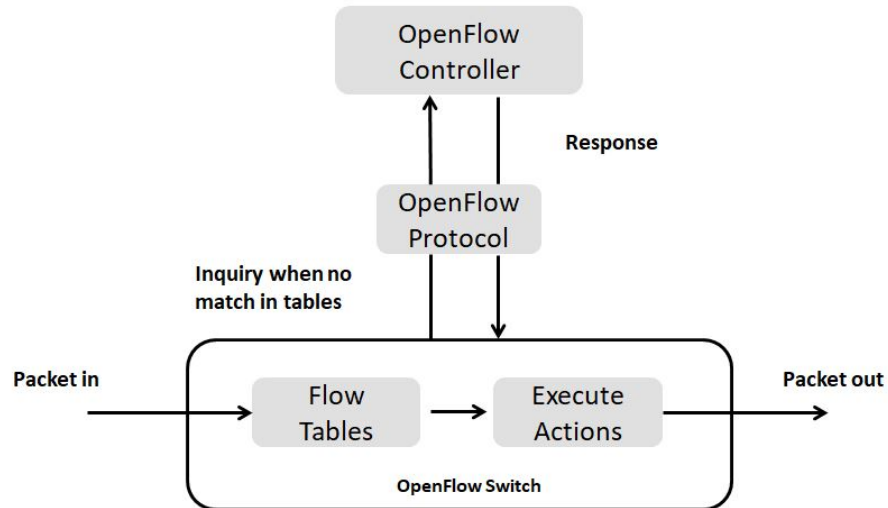 OpenFlow
Controller
Response
OpenFlow
Protocol
Inquiry when no
match in tables
Packet in
Flow
Tables
Execute
Actions
Packet out
OpenFlow Switch